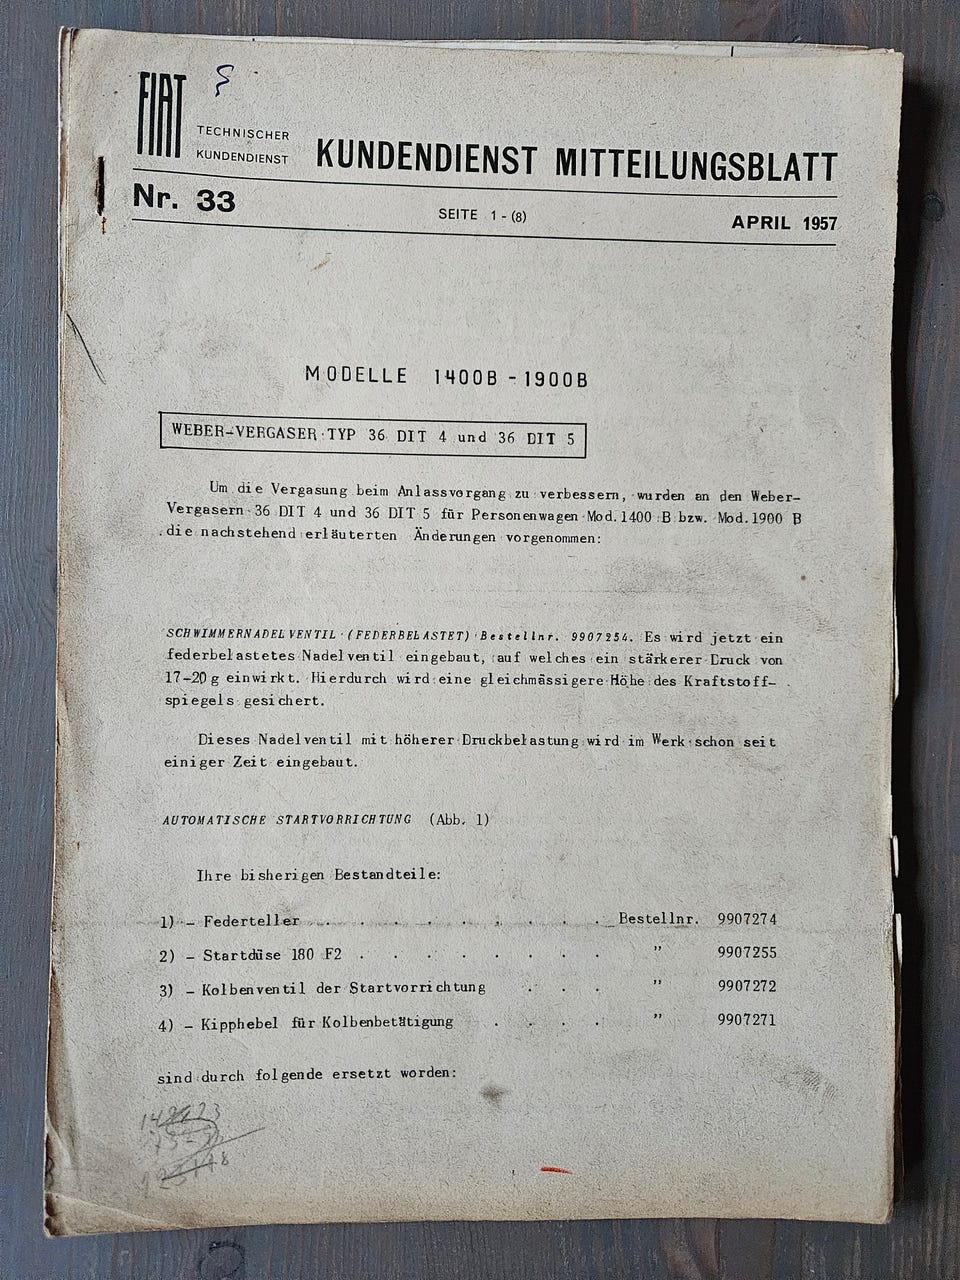 FIAT
TECHNISCHER
KUNDENDIENST
KUNDENDIENST MITTEILUNGSBLATT
Nr. 33
SEITE 1 - (8)
APRIL 1957
MODELLE 1400B - 1900B
WEBER-VERGASER TYP 36 DIT 4 und 36 DIT 5
Um die Vergasung beim Anlassvorgang zu verbessern, wurden an den Weber-
Vergasern 36 DIT 4 und 36 DIT 5 für Personenwagen Mod. 1400 B bzw. Mod. 1900 B
die nachstehend erläuterten Änderungen vorgenommen:
SCHWIMMERNADELVENTIL (FEDERBELASTET) Bestellnr. 9907254. Es wird jetzt ein
federbelastetes Nadelventil eingebaut, auf welches ein stärkerer Druck von
17-20 g einwirkt. Hierdurch wird eine gleichmässigere Höhe des Kraftstoff-
spiegels gesichert.
Dieses Nadelventil mit höherer Druckbelastung wird im Werk schon seit
einiger Zeit eingebaut.
AUTOMATISCHE STARTVORRICHTUNG (Abb. 1)
Ihre bisherigen Bestandteile:
1) - Federteller . . . . . . . . . Bestellnr. 9907274
2) - Startdüse 180 F2 . . . . . . . . " 9907255
3) - Kolbenventil der Startvorrichtung . . . " 9907272
4) - Kipphebel für Kolbenbetätigung . . . . " 9907271
sind durch folgende ersetzt worden: